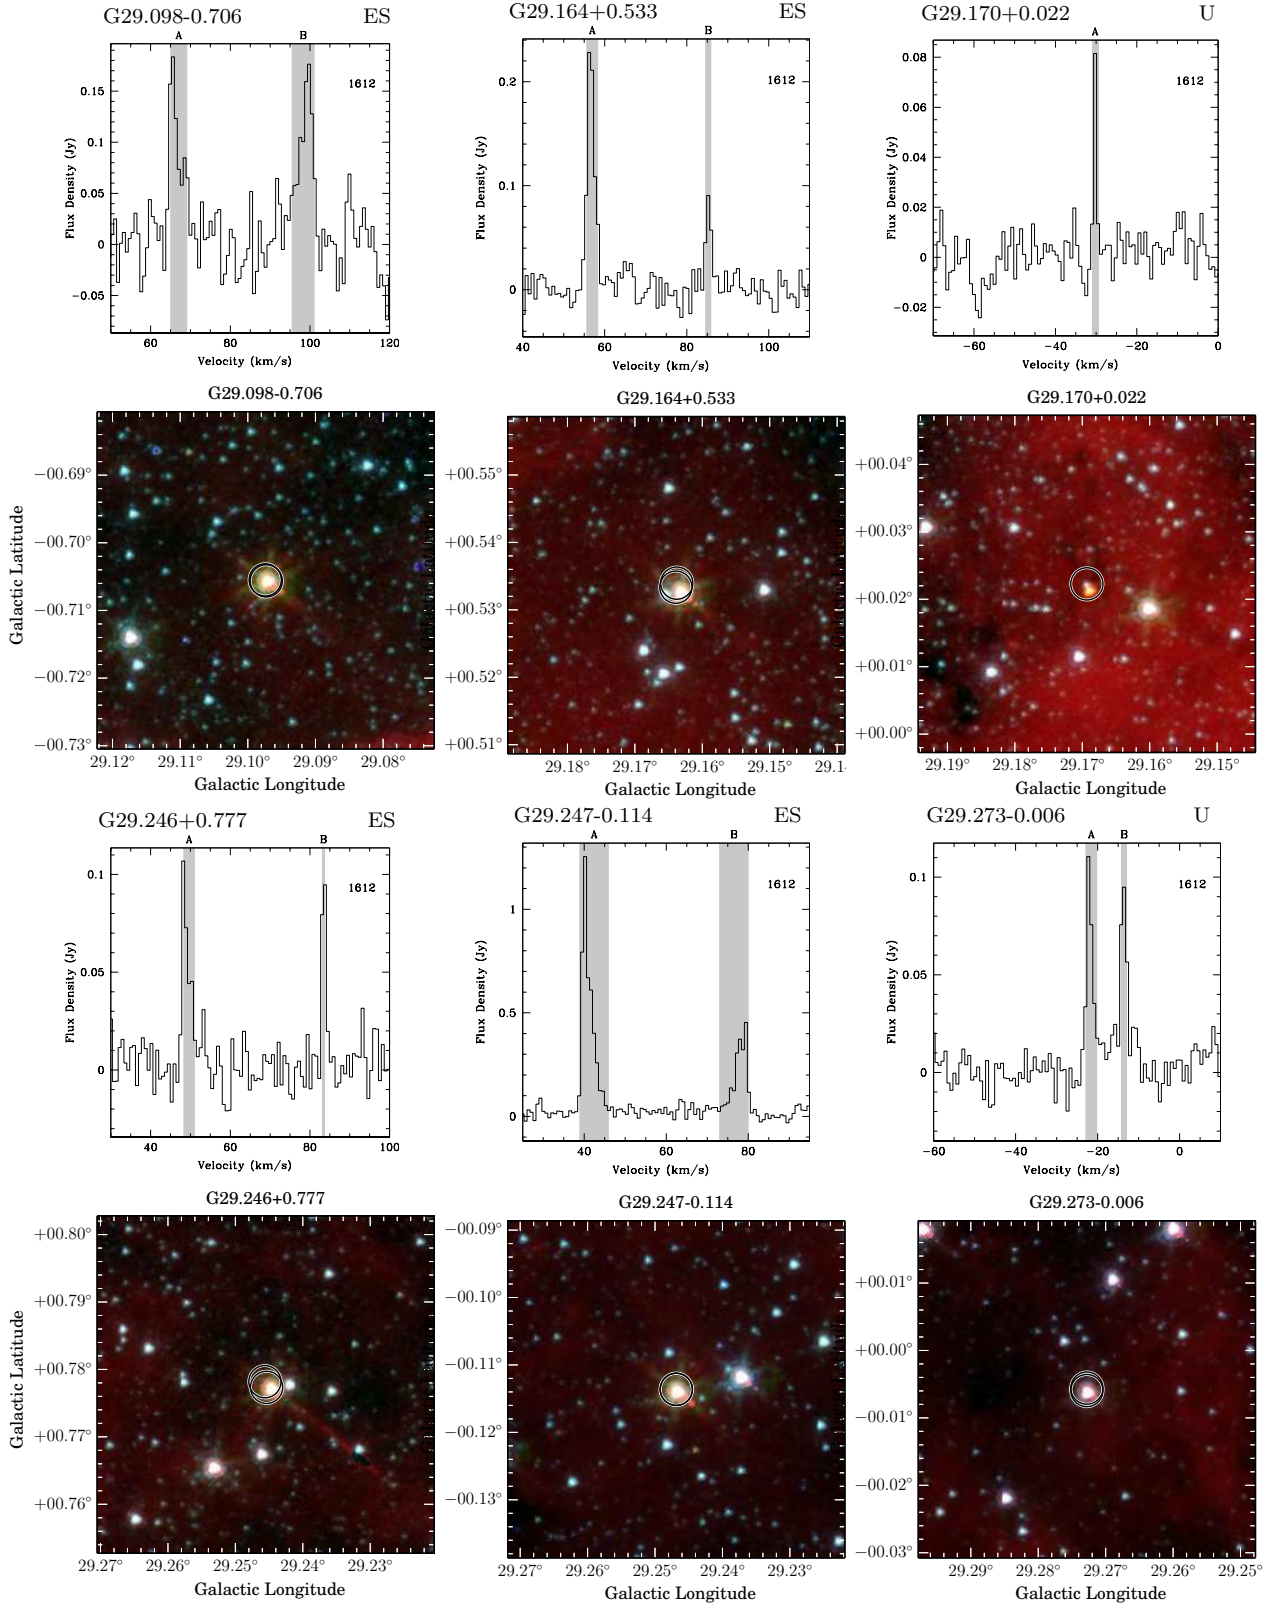 G29.098-0.706 ES
A B
1612
0.15
0.1
0.05
0
−0.05
60 80 100 120
Flux Density (Jy)
Velocity (km/s)
G29.164+0.533 ES
A B
1612
0.2
0.1
0
40 60 80 100
Flux Density (Jy)
Velocity (km/s)
G29.170+0.022 U
A
1612
0.08
0.06
0.04
0.02
0
−0.02
−60 −40 −20 0
Flux Density (Jy)
Velocity (km/s)
G29.098-0.706
−00.69°
−00.70°
−00.71°
−00.72°
−00.73°
29.12° 29.11° 29.10° 29.09° 29.08°
Galactic Latitude
Galactic Longitude
G29.164+0.533
+00.55°
+00.54°
+00.53°
+00.52°
+00.51°
29.18° 29.17° 29.16° 29.15° 29.1
Galactic Longitude
G29.170+0.022
+00.04°
+00.03°
+00.02°
+00.01°
+00.00°
29.19° 29.18° 29.17° 29.16° 29.15°
Galactic Longitude
G29.246+0.777 ES
A B
1612
0.1
0.05
0
40 60 80 100
Flux Density (Jy)
Velocity (km/s)
G29.247-0.114 ES
A B
1612
1
0.5
0
40 60 80
Flux Density (Jy)
Velocity (km/s)
G29.273-0.006 U
A B
1612
0.1
0.05
0
−60 −40 −20 0
Flux Density (Jy)
Velocity (km/s)
G29.246+0.777
+00.80°
+00.79°
+00.78°
+00.77°
+00.76°
29.27° 29.26° 29.25° 29.24° 29.23°
Galactic Latitude
Galactic Longitude
G29.247-0.114
−00.09°
−00.10°
−00.11°
−00.12°
−00.13°
29.27° 29.26° 29.25° 29.24° 29.23°
Galactic Longitude
G29.273-0.006
+00.01°
+00.00°
−00.01°
−00.02°
−00.03°
29.29° 29.28° 29.27° 29.26° 29.25°
Galactic Longitude